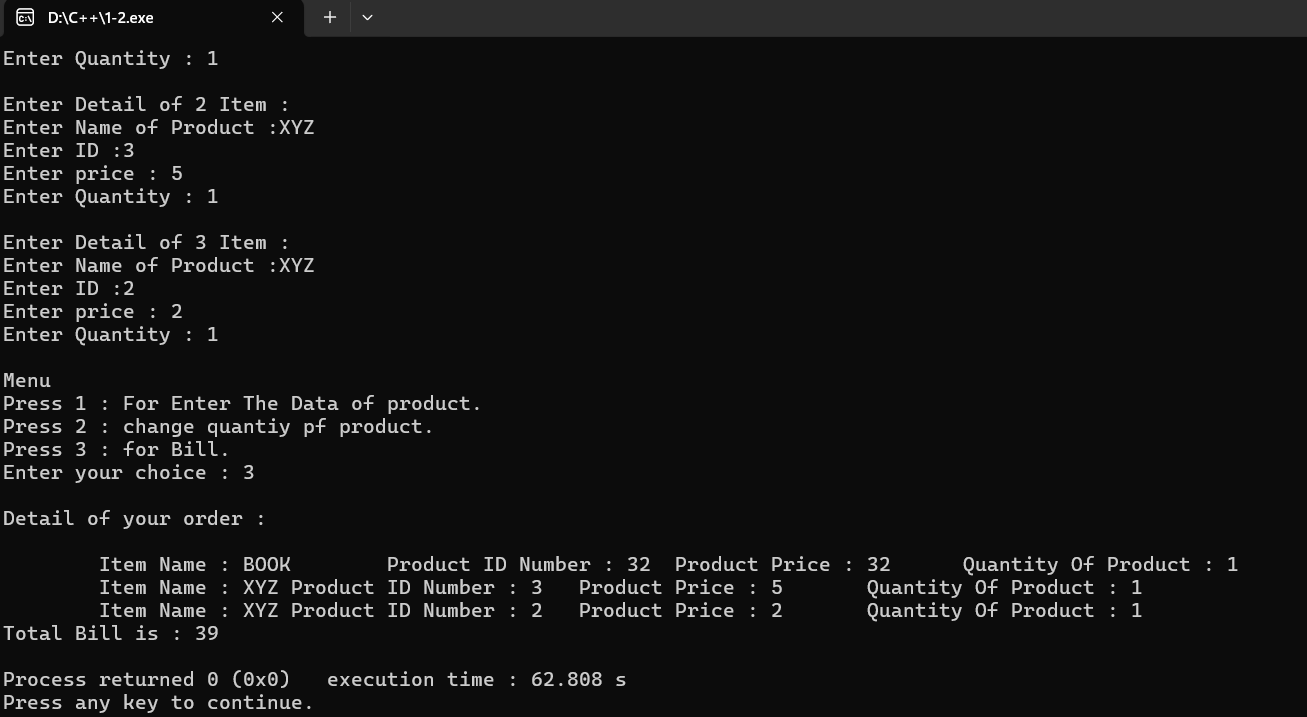 D:\C++\1-2.exe
Enter Quantity : 1
Enter Detail of 2 Item :
Enter Name of Product :XYZ
Enter ID :3
Enter price : 5
Enter Quantity : 1
Enter Detail of 3 Item :
Enter Name of Product :XYZ
Enter ID :2
Enter price : 2
Enter Quantity : 1
Menu
Press 1 : For Enter The Data of product.
Press 2 : change quantiy pf product.
Press 3 : for Bill.
Enter your choice : 3
Detail of your order :
Item Name : BOOK Product ID Number : 32 Product Price : 32 Quantity Of Product : 1
Item Name : XYZ Product ID Number : 3 Product Price : 5 Quantity Of Product : 1
Item Name : XYZ Product ID Number : 2 Product Price : 2 Quantity Of Product : 1
Total Bill is : 39
Process returned 0 (0x0) execution time : 62.808 s
Press any key to continue.